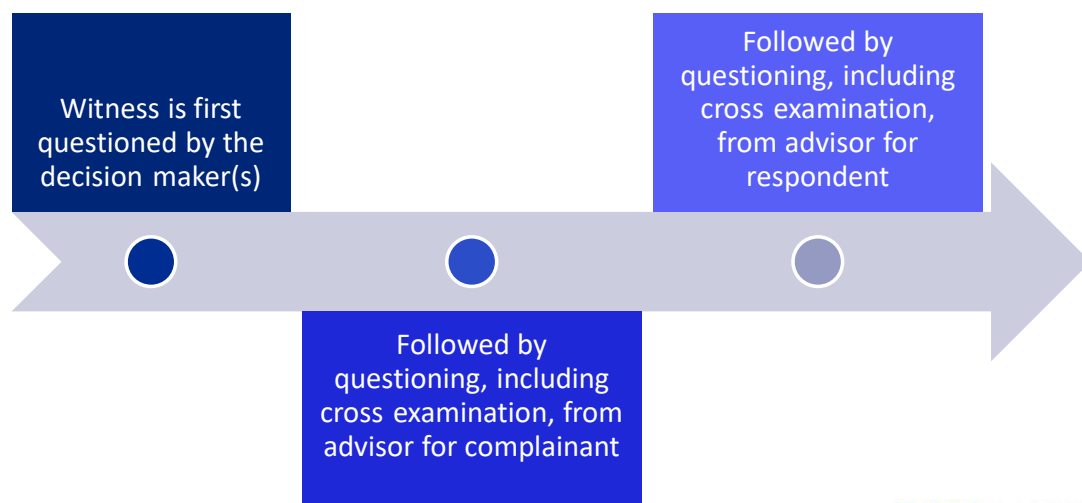 Witness is first
questioned by the
decision maker(s)
Followed by
questioning, including
cross examination, from
advisor for complainant
Followed by
questioning, including
cross examination,
from advisor for
respondent